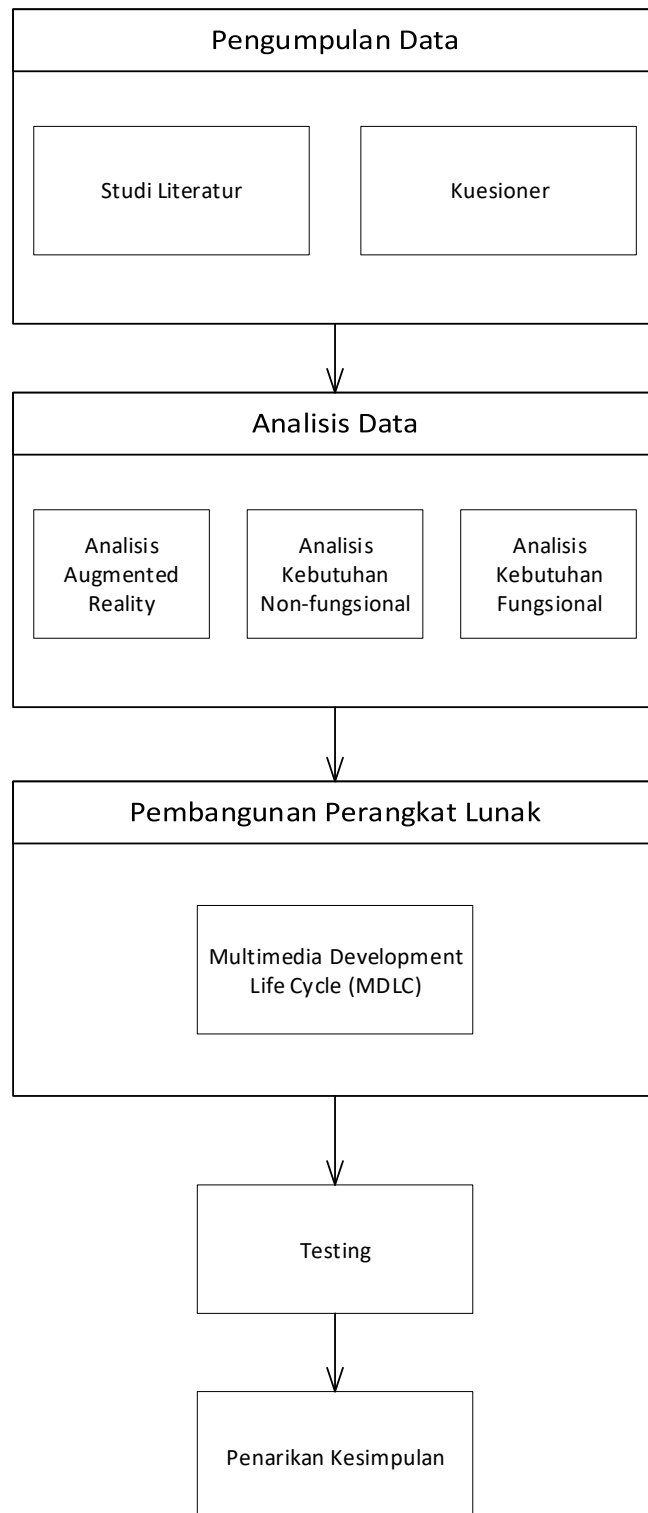 Pengumpulan Data
Studi Literatur
Kuesioner
Analisis Data
Analisis
Augmented
Reality
Analisis
Kebutuhan
Non-fungsional
Analisis
Kebutuhan
Fungsional
Pembangunan Perangkat Lunak
Multimedia Development
Life Cycle (MDLC)
Testing
Penarikan Kesimpulan